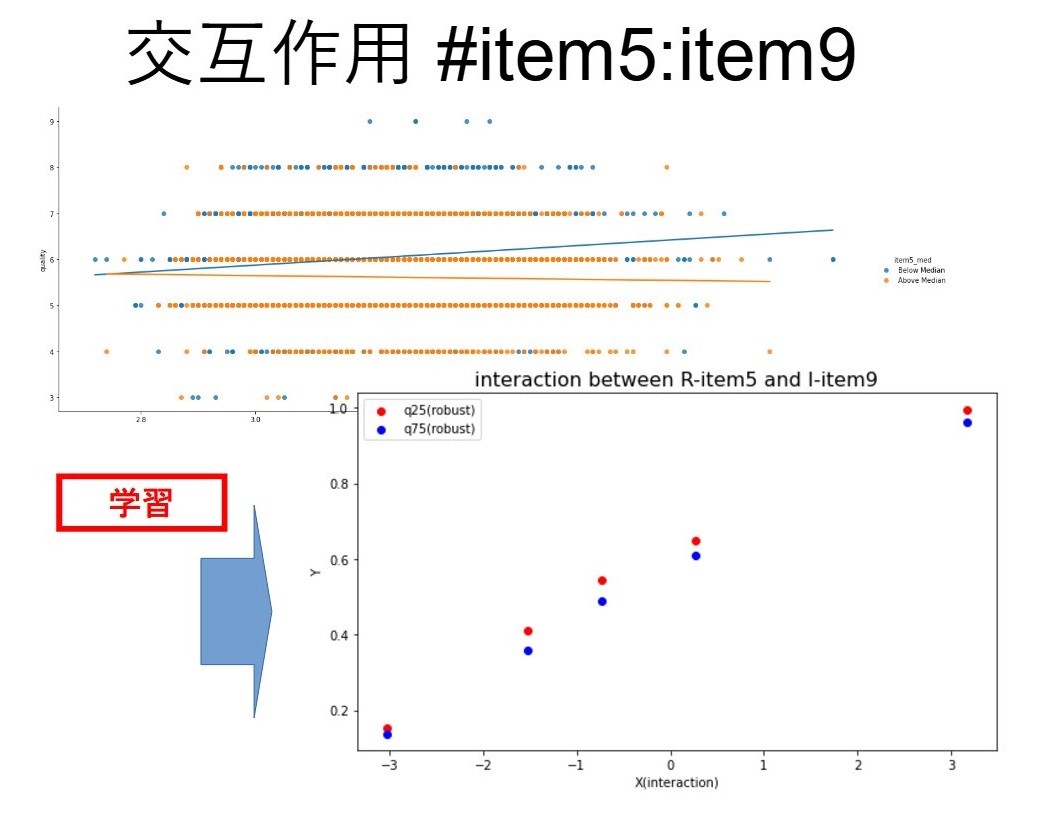 交互作用 #item5:item9
9
8
7
6
5
4
3
quality
2.8
3.0
item5_med
Below Median
Above Median
interaction between R-item5 and I-item9
q25(robust)
q75(robust)
1.0
0.8
0.6
0.4
0.2
Y
−3
−2
−1
0
1
2
3
X(interaction)
学習